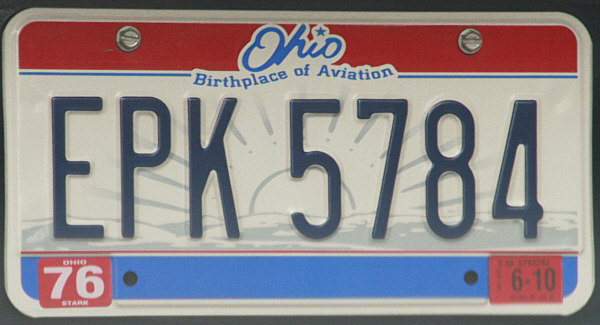 Ohio
Birthplace of Aviation
EPK 5784
OHIO
76
STARK
6-10